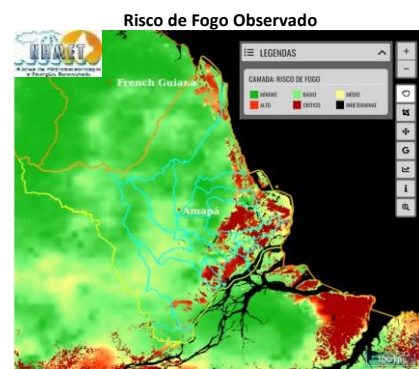 Risco de Fogo Observado
NHMET
LEGENDAS
CAMADA: RISCO DE FOGO
MÍNIMO
BAIXO
MÉDIO
ALTO
CRÍTICO
French Guiana
Amapá
G
i
100 km